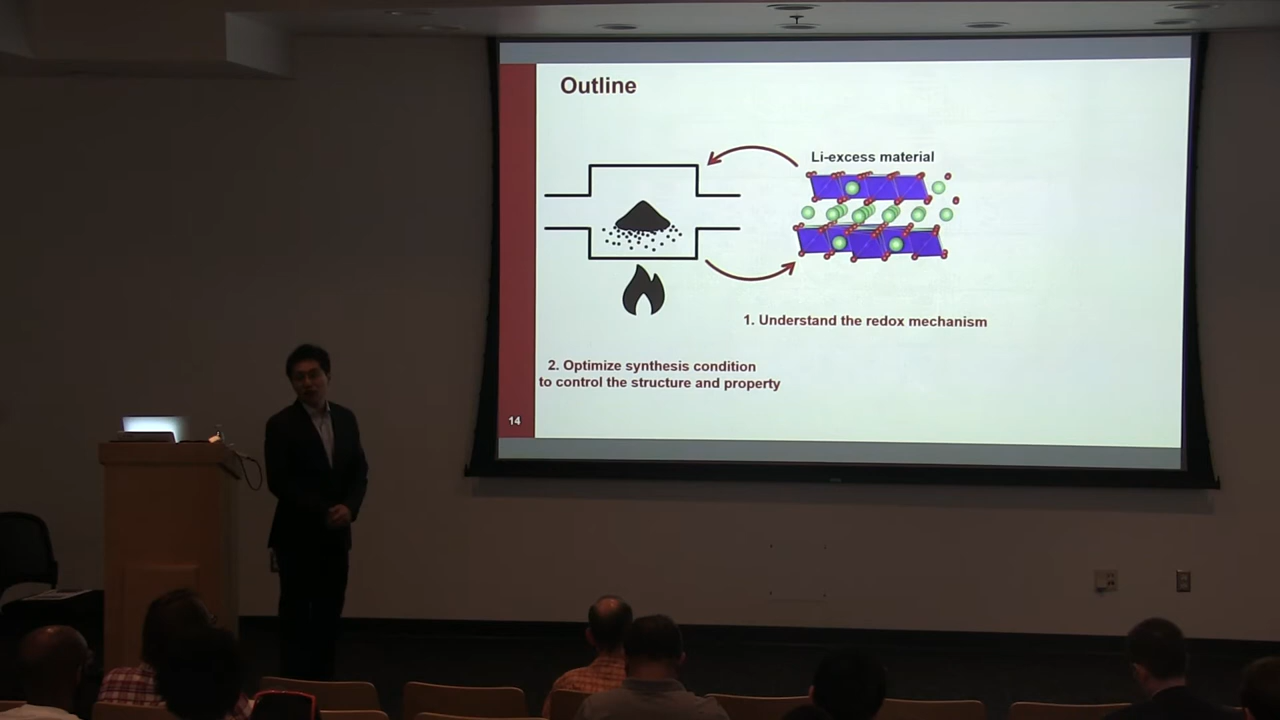 Outline
Li-excess material
1. Understand the redox mechanism
2. Optimize synthesis condition
to control the structure and property
14